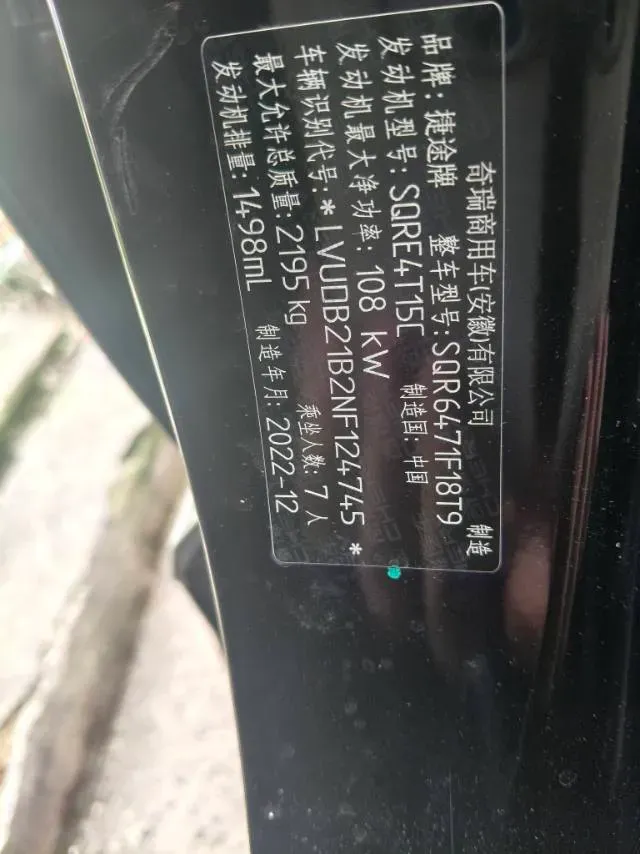 奇瑞商用车(安徽)有限公司 制造
品牌：捷途牌 整车型号：SQR6471F18T9
发动机型号：SQRE4T15C 制造国：中国
发动机最大净功率：108 kW
车辆识别代号：*LVUDB21B2NF124745*
最大允许总质量：2195 kg 乘坐人数：7人
发动机排量：1498mL 制造年月：2022-12